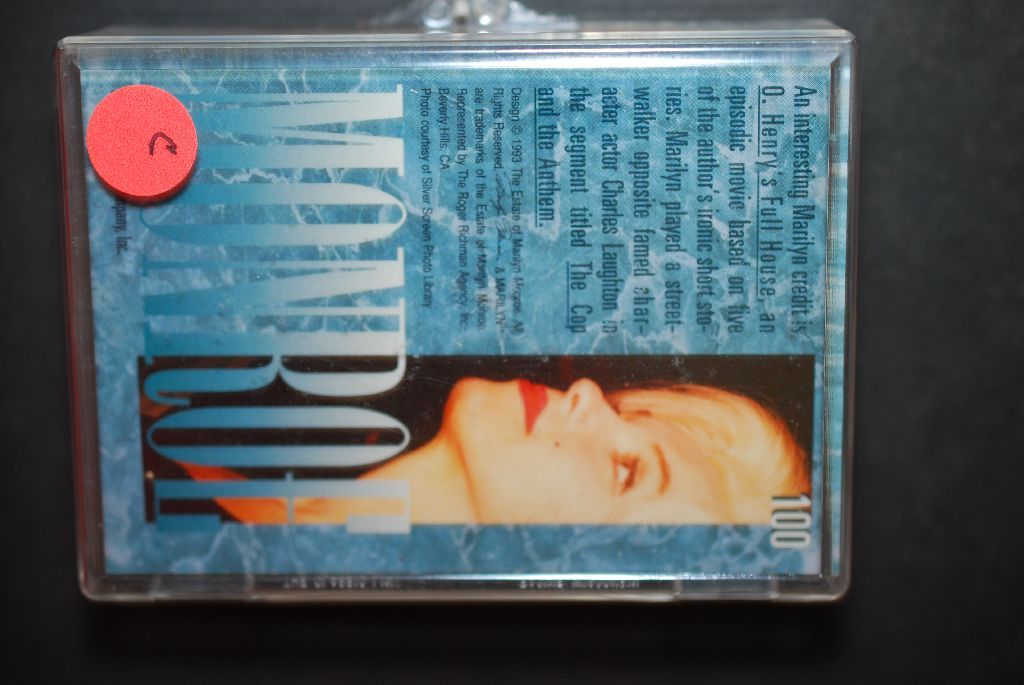 An interesting Marilyn credit is
O. Henry's Full House, an
episodic movie based on five
of the author's ironic short sto-
ries. Marilyn played a street-
walker opposite famed char-
acter actor Charles Laughton in
the segment titled The Cop
and the Anthem.
Design © 1993 The Estate of Marilyn Monroe. All
Rights Reserved. & MARILYN™
are trademarks of the Estate of Marilyn Monroe
Represented by The Roger Richman Agency, Inc.
Beverly Hills, CA
Photo courtesy of Silver Screen Photo Library
MONROE
mpany, Inc.
100
C